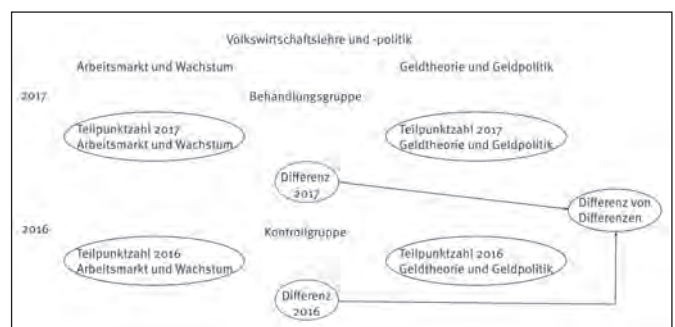 Volkswirtschaftslehre und -politik
Arbeitsmarkt und Wachstum
Geldtheorie und Geldpolitik
2017
Behandlungsgruppe
Teilpunktzahl 2017
Arbeitsmarkt und Wachstum
Teilpunktzahl 2017
Geldtheorie und Geldpolitik
Differenz
2017
Differenz von
Differenzen
2016
Kontrollgruppe
Teilpunktzahl 2016
Arbeitsmarkt und Wachstum
Teilpunktzahl 2016
Geldtheorie und Geldpolitik
Differenz
2016